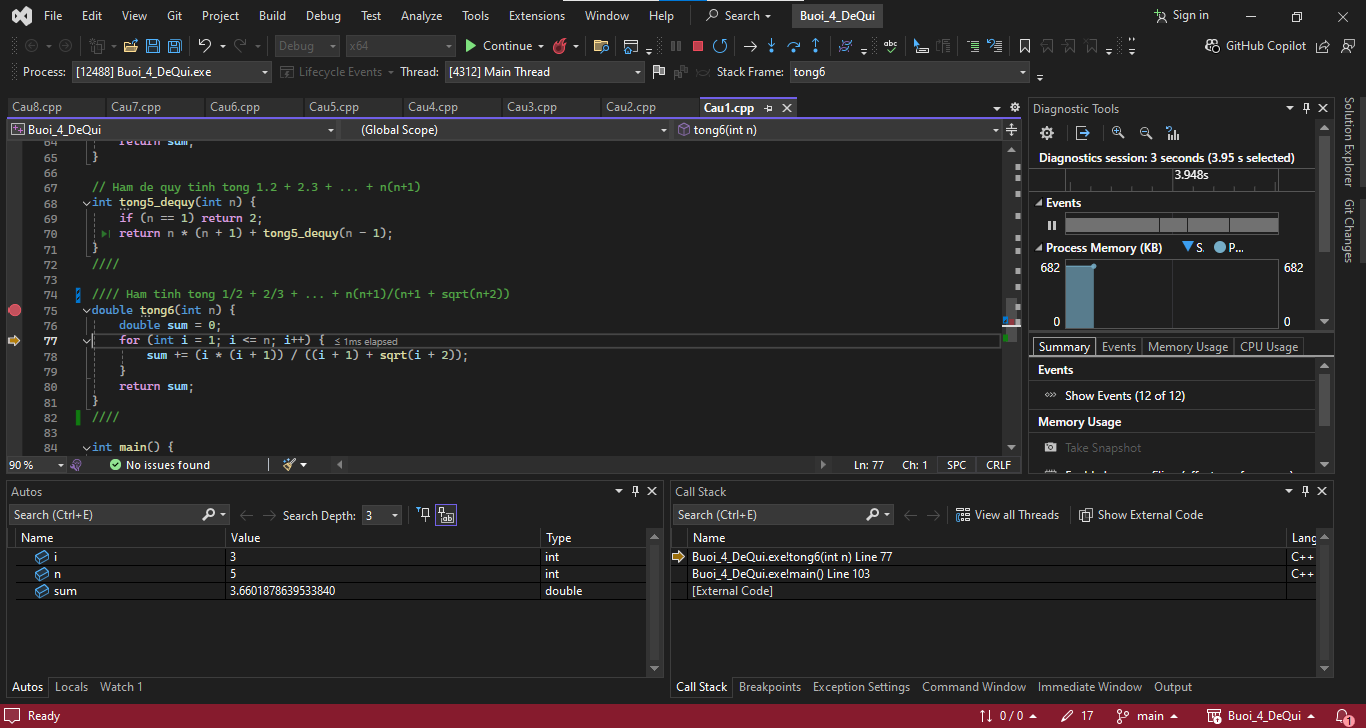 File Edit View Git Project Build Debug Test Analyze Tools Extensions Window Help Search Buoi_4_DeQui Sign in
Debug x64 Continue GitHub Copilot
Process: [12488] Buoi_4_DeQui.exe Lifecycle Events Thread: [4312] Main Thread Stack Frame: tong6
Cau8.cpp Cau7.cpp Cau6.cpp Cau5.cpp Cau4.cpp Cau3.cpp Cau2.cpp Cau1.cpp
Buoi_4_DeQui (Global Scope) tong6(int n)
64 return sum;
65 }
66
67 // Ham de quy tinh tong 1.2 + 2.3 + ... + n(n+1)
68 int tong5_dequy(int n) {
69 if (n == 1) return 2;
70 return n * (n + 1) + tong5_dequy(n - 1);
71 }
72 ////
73
74 //// Ham tinh tong 1/2 + 2/3 + ... + n(n+1)/(n+1 + sqrt(n+2))
75 double tong6(int n) {
76 double sum = 0;
77 for (int i = 1; i <= n; i++) { ≤ 1ms elapsed
78 sum += (i * (i + 1)) / ((i + 1) + sqrt(i + 2));
79 }
80 return sum;
81 }
82 ////
83
84 int main() {
90 % No issues found Ln: 77 Ch: 1 SPC CRLF
Diagnostic Tools
Diagnostics session: 3 seconds (3.95 s selected)
3.948s
Events
Process Memory (KB) S. P...
682 682
0 0
Summary Events Memory Usage CPU Usage
Events
Show Events (12 of 12)
Memory Usage
Take Snapshot
Solution Explorer
Git Changes
Autos
Search (Ctrl+E) Search Depth: 3
Name Value Type
i 3 int
n 5 int
sum 3.6601878639533840 double
Autos Locals Watch 1
Call Stack
Search (Ctrl+E) View all Threads Show External Code
Name Lang
Buoi_4_DeQui.exe!tong6(int n) Line 77 C++
Buoi_4_DeQui.exe!main() Line 103 C++
[External Code]
Call Stack Breakpoints Exception Settings Command Window Immediate Window Output
Ready 0 / 0 17 main Buoi_4_DeQui 1